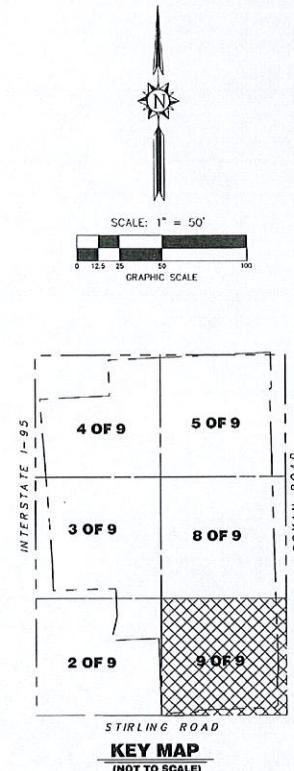 N
SCALE: 1" = 50'
0 12.5 25 50 100
GRAPHIC SCALE
4 OF 9 5 OF 9
INTERSTATE I-95
3 OF 9 8 OF 9
ROAD
2 OF 9 9 OF 9
STIRLING ROAD
KEY MAP
(NOT TO SCALE)